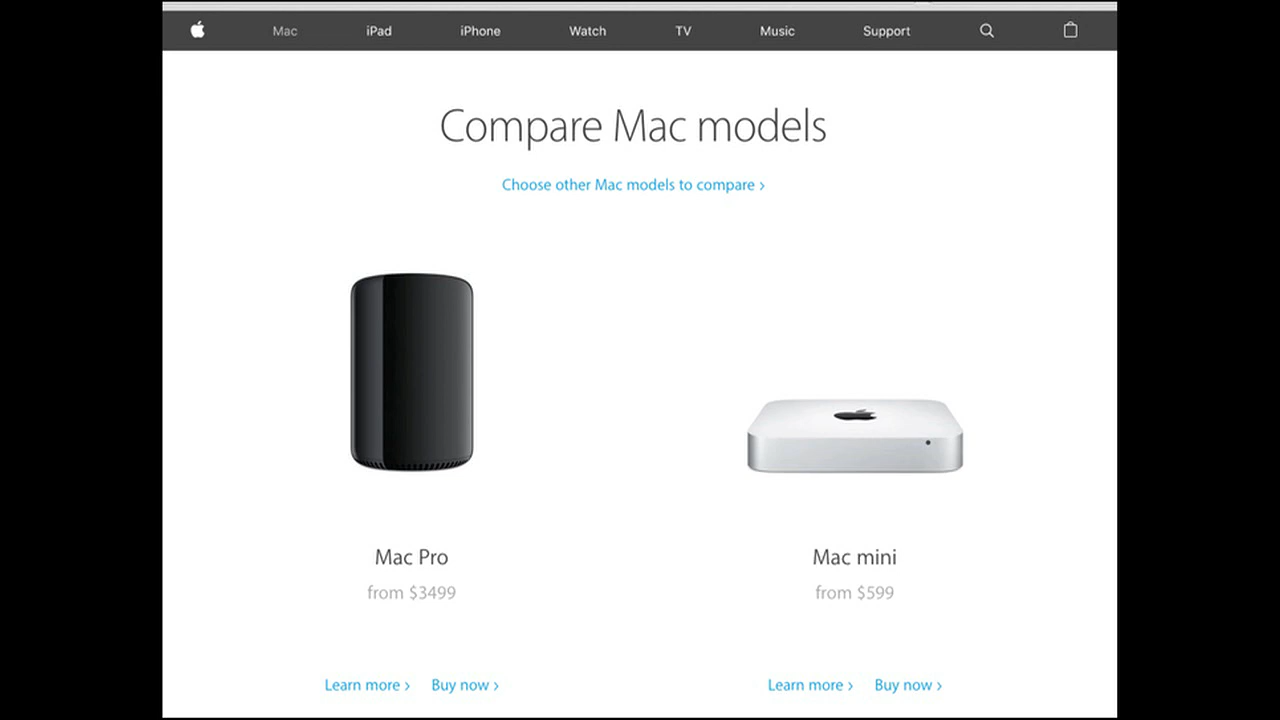 Mac iPad iPhone Watch TV Music Support
Compare Mac models
Choose other Mac models to compare ›
Mac Pro
from $3499
Learn more › Buy now ›
Mac mini
from $599
Learn more › Buy now ›